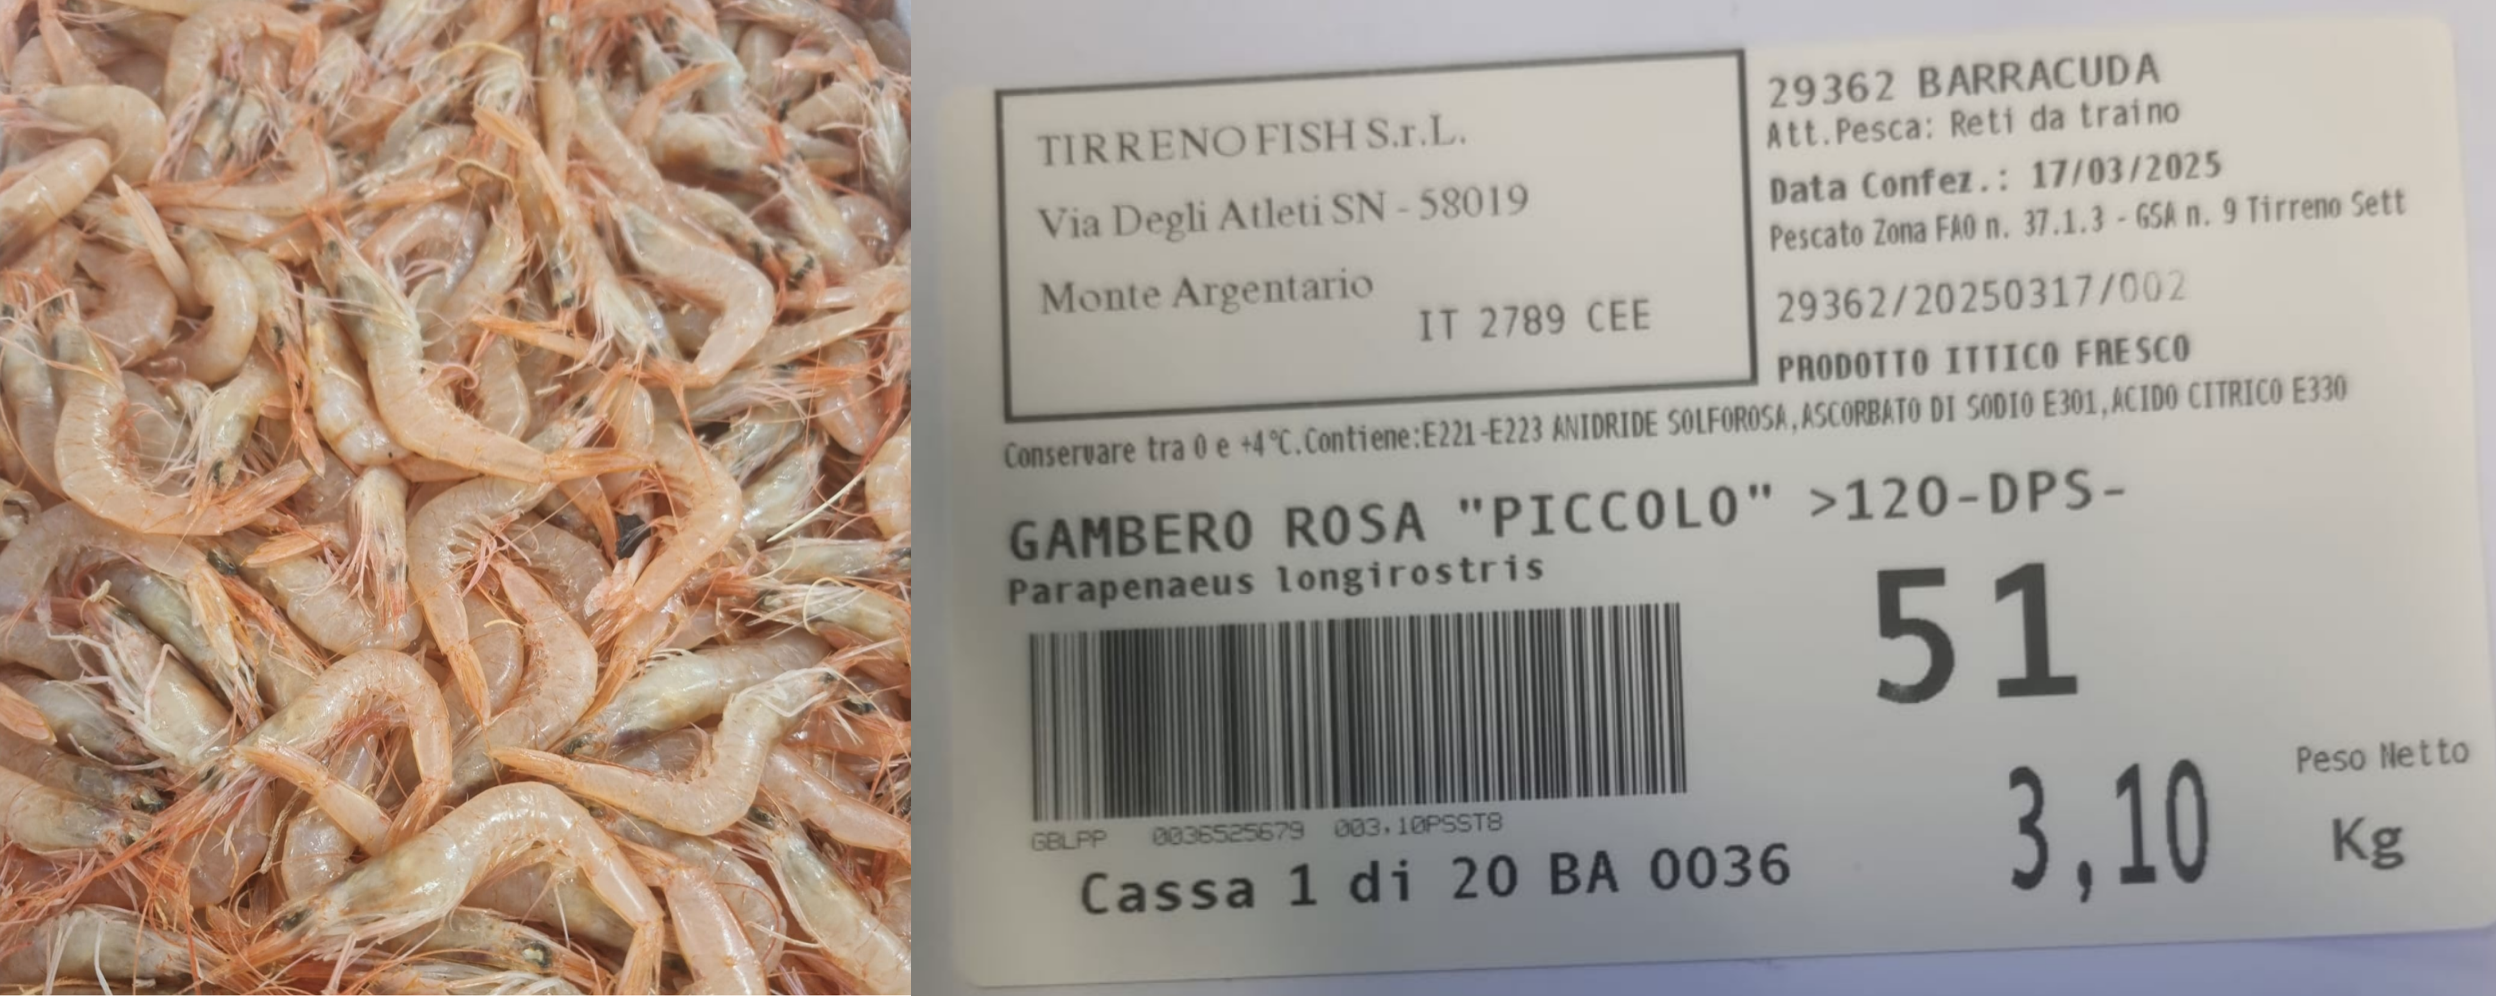 TIRRENO FISH S.r.L.
Via Degli Atleti SN - 58019
Monte Argentario
IT 2789 CEE
29362 BARRACUDA
Att.Pesca: Reti da traino
Data Confez.: 17/03/2025
Pescato Zona FAO n. 37.1.3 - GSA n. 9 Tirreno Sett
29362/20250317/002
PRODOTTO ITTICO FRESCO
Conservare tra 0 e +4°C.Contiene:E221-E223 ANIDRIDE SOLFOROSA,ASCORBATO DI SODIO E301,ACIDO CITRICO E330
GAMBERO ROSA "PICCOLO" >120-DPS-
Parapenaeus longirostris
51
GBLPP 0036525679 003,10PSST8
Peso Netto
3,10 Kg
Cassa 1 di 20 BA 0036